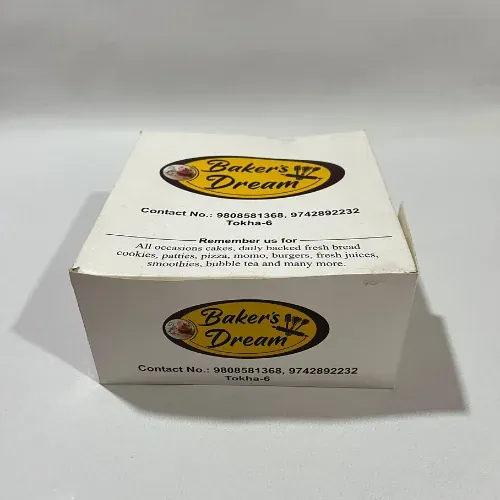 Baker's
Dream
Contact No.: 9808581368, 9742892232
Tokha-6
Remember us for
All occasions cakes, daily backed fresh bread
cookies, patties, pizza, momo, burgers, fresh juices,
smoothies, bubble tea and many more.
Baker's
Dream
Contact No.: 9808581368, 9742892232
Tokha-6